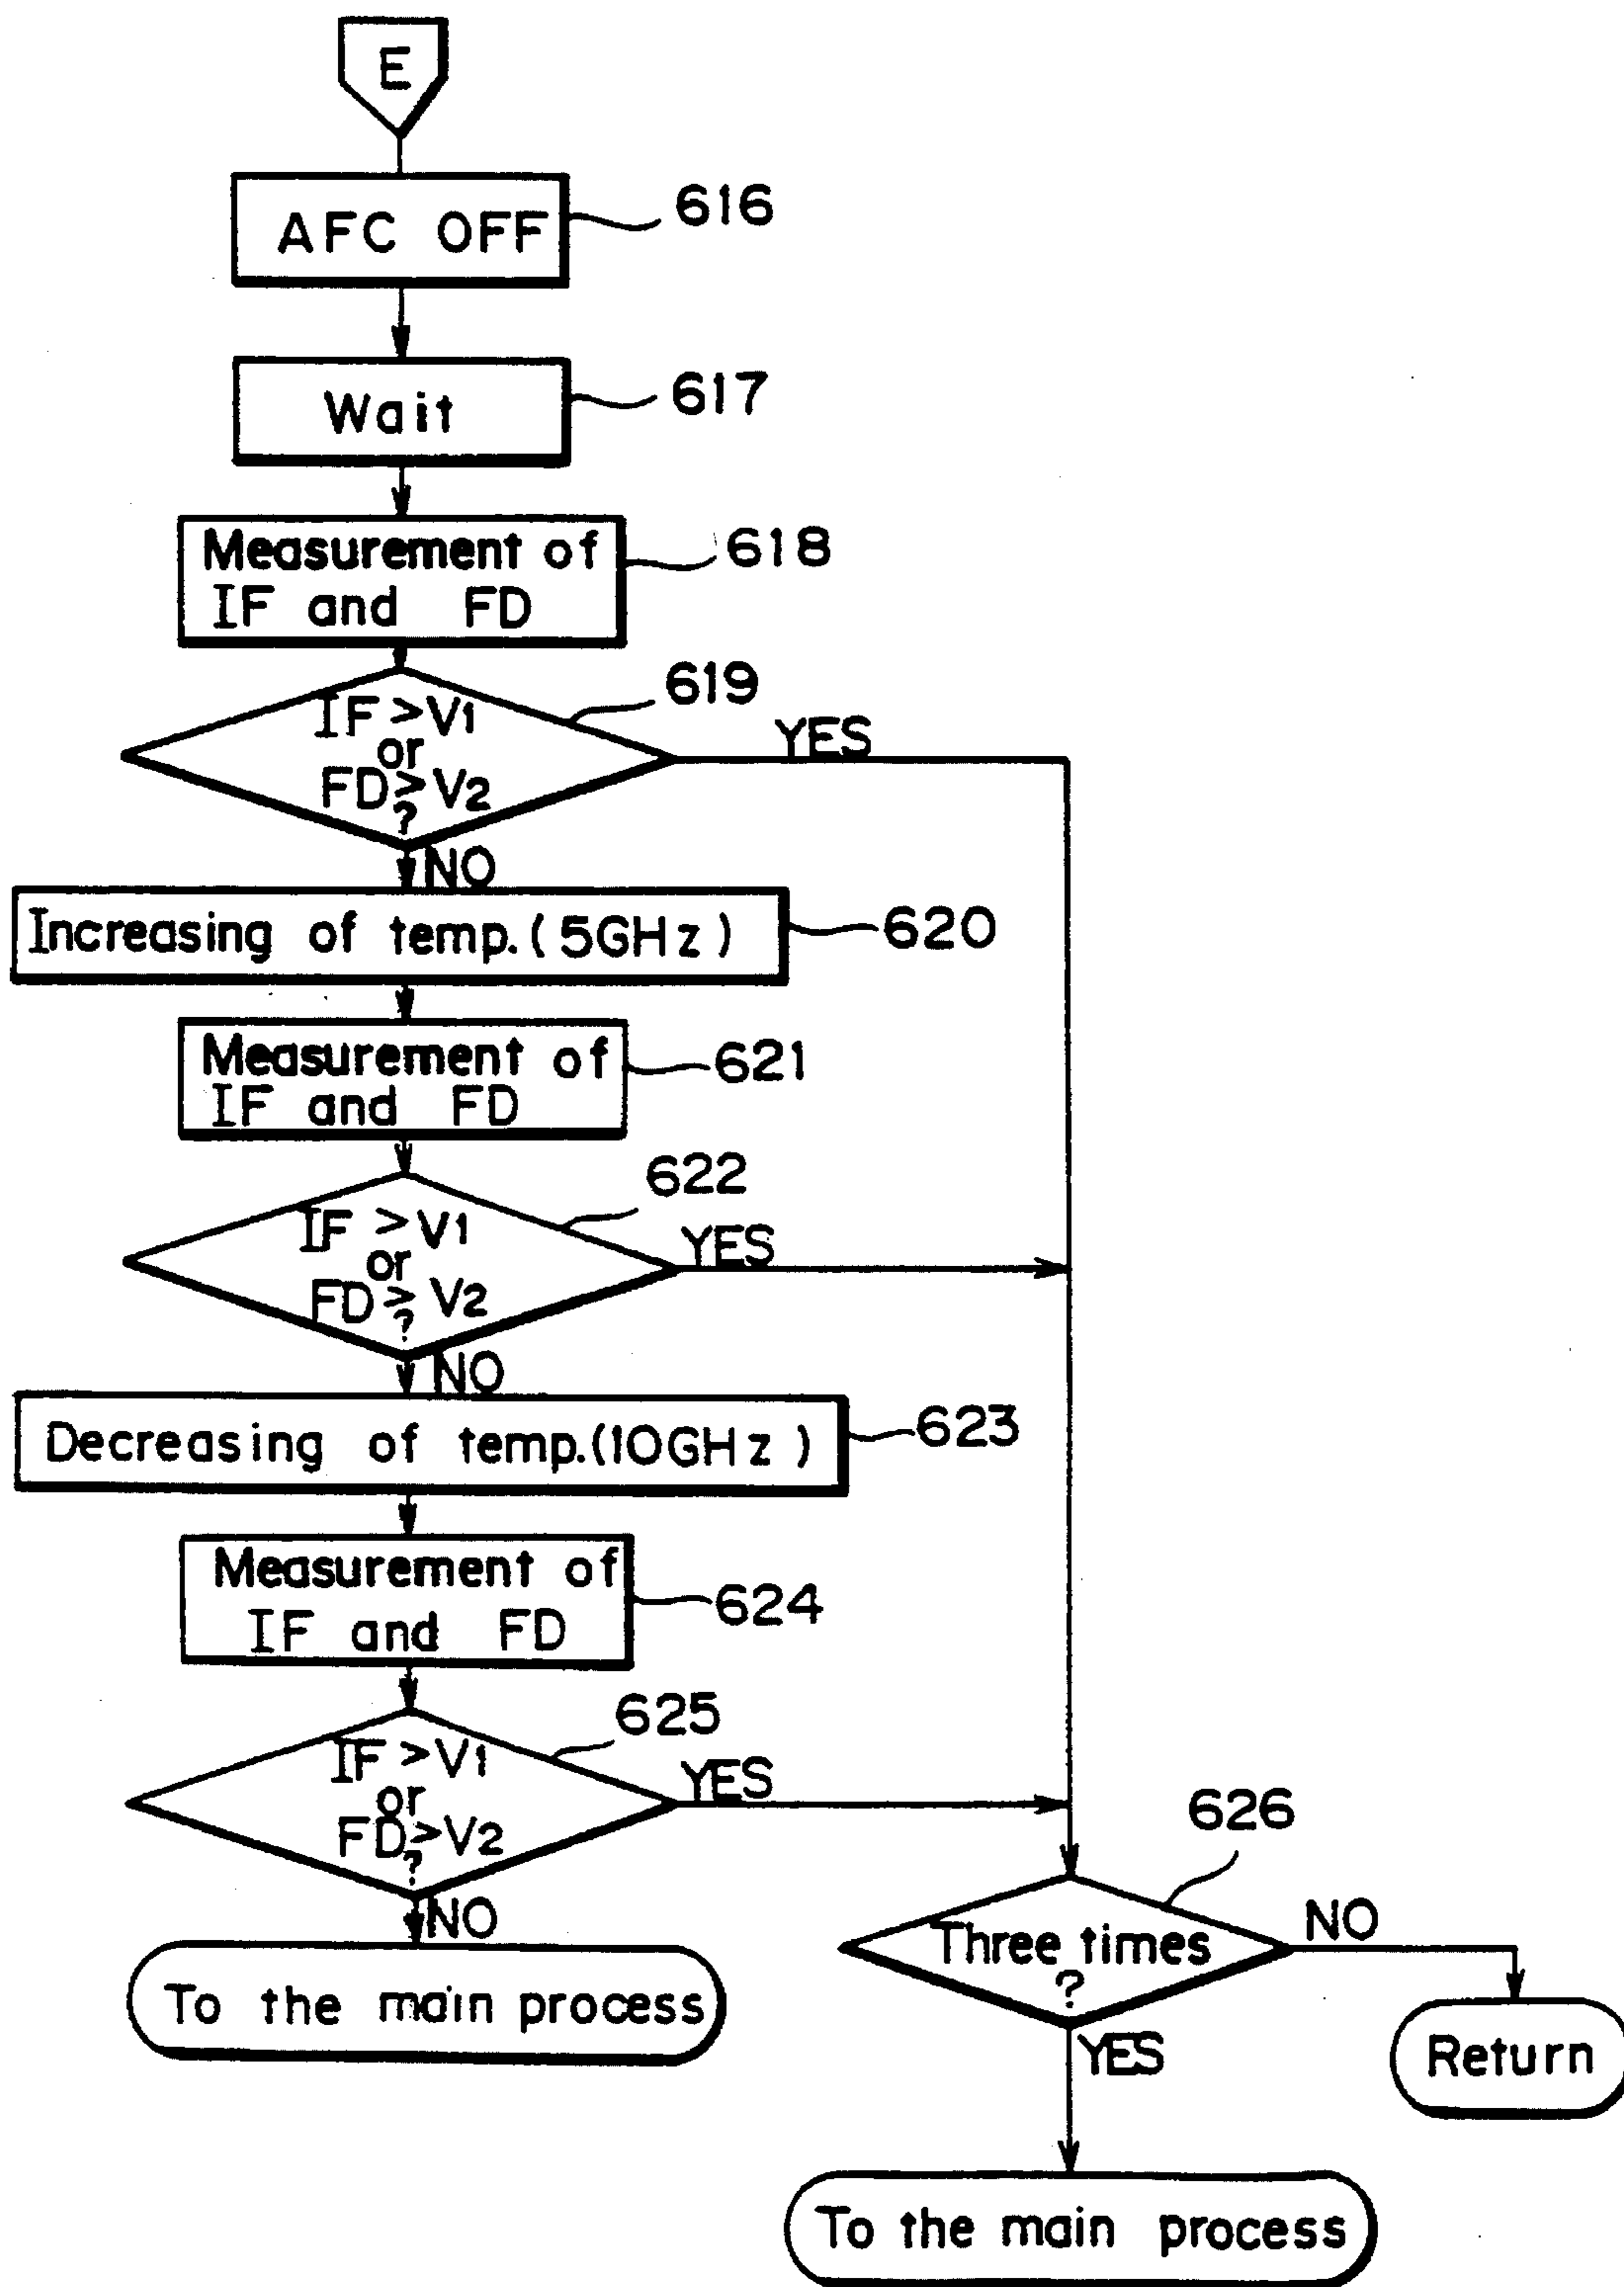 E
AFC OFF
616
Wait
617
Measurement of
IF and FD
618
IF > V1
or
FD > V2
?
619
YES
NO
Increasing of temp. (5GHz)
620
Measurement of
IF and FD
621
IF > V1
or
FD > V2
?
622
YES
NO
Decreasing of temp. (10GHz)
623
Measurement of
IF and FD
624
IF > V1
or
FD > V2
?
625
YES
NO
To the main process
Three times
?
626
NO
Return
YES
To the main process